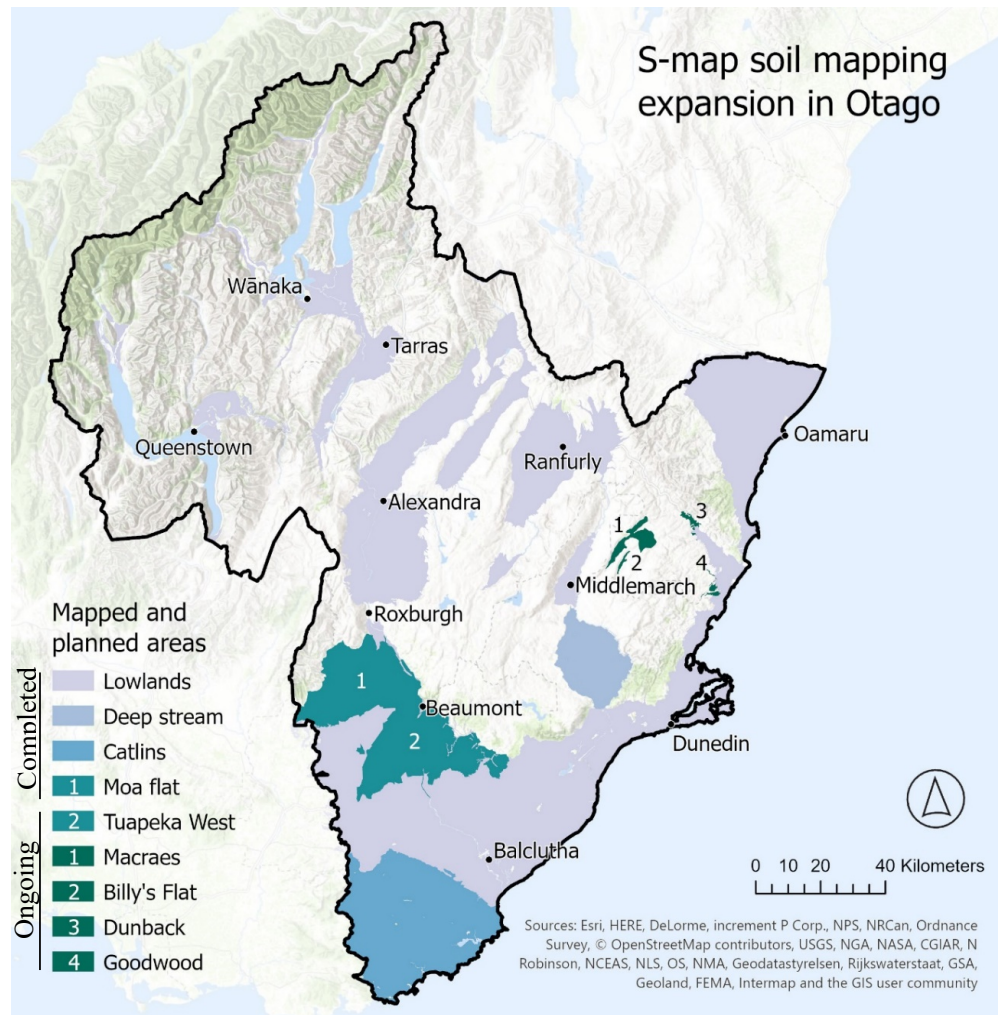 S-map soil mapping
expansion in Otago
Wānaka
Tarras
Queenstown
Oamaru
Ranfurly
Alexandra
1
3
2
4
Middlemarch
Roxburgh
1
Beaumont
2
Dunedin
Balclutha
Mapped and
planned areas
Completed
Lowlands
Deep stream
Catlins
1 Moa flat
2 Tuapeka West
Ongoing
1 Macraes
2 Billy's Flat
3 Dunback
4 Goodwood
0 10 20 40 Kilometers
Sources: Esri, HERE, DeLorme, increment P Corp., NPS, NRCan, Ordnance
Survey, © OpenStreetMap contributors, USGS, NGA, NASA, CGIAR, N
Robinson, NCEAS, NLS, OS, NMA, Geodatastyrelsen, Rijkswaterstaat, GSA,
Geoland, FEMA, Intermap and the GIS user community